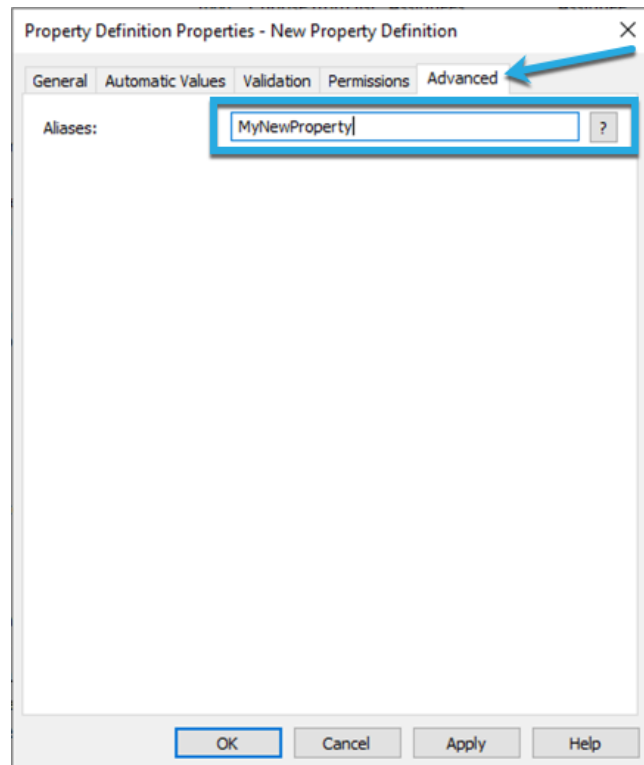 Property Definition Properties - New Property Definition
General Automatic Values Validation Permissions Advanced
Aliases: MyNewProperty ?
OK Cancel Apply Help